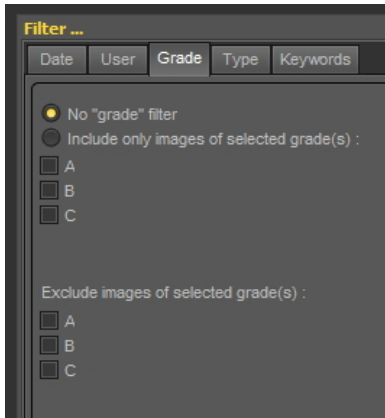 Filter ...
Date User Grade Type Keywords
No "grade" filter
Include only images of selected grade(s) :
A
B
C
Exclude images of selected grade(s) :
A
B
C